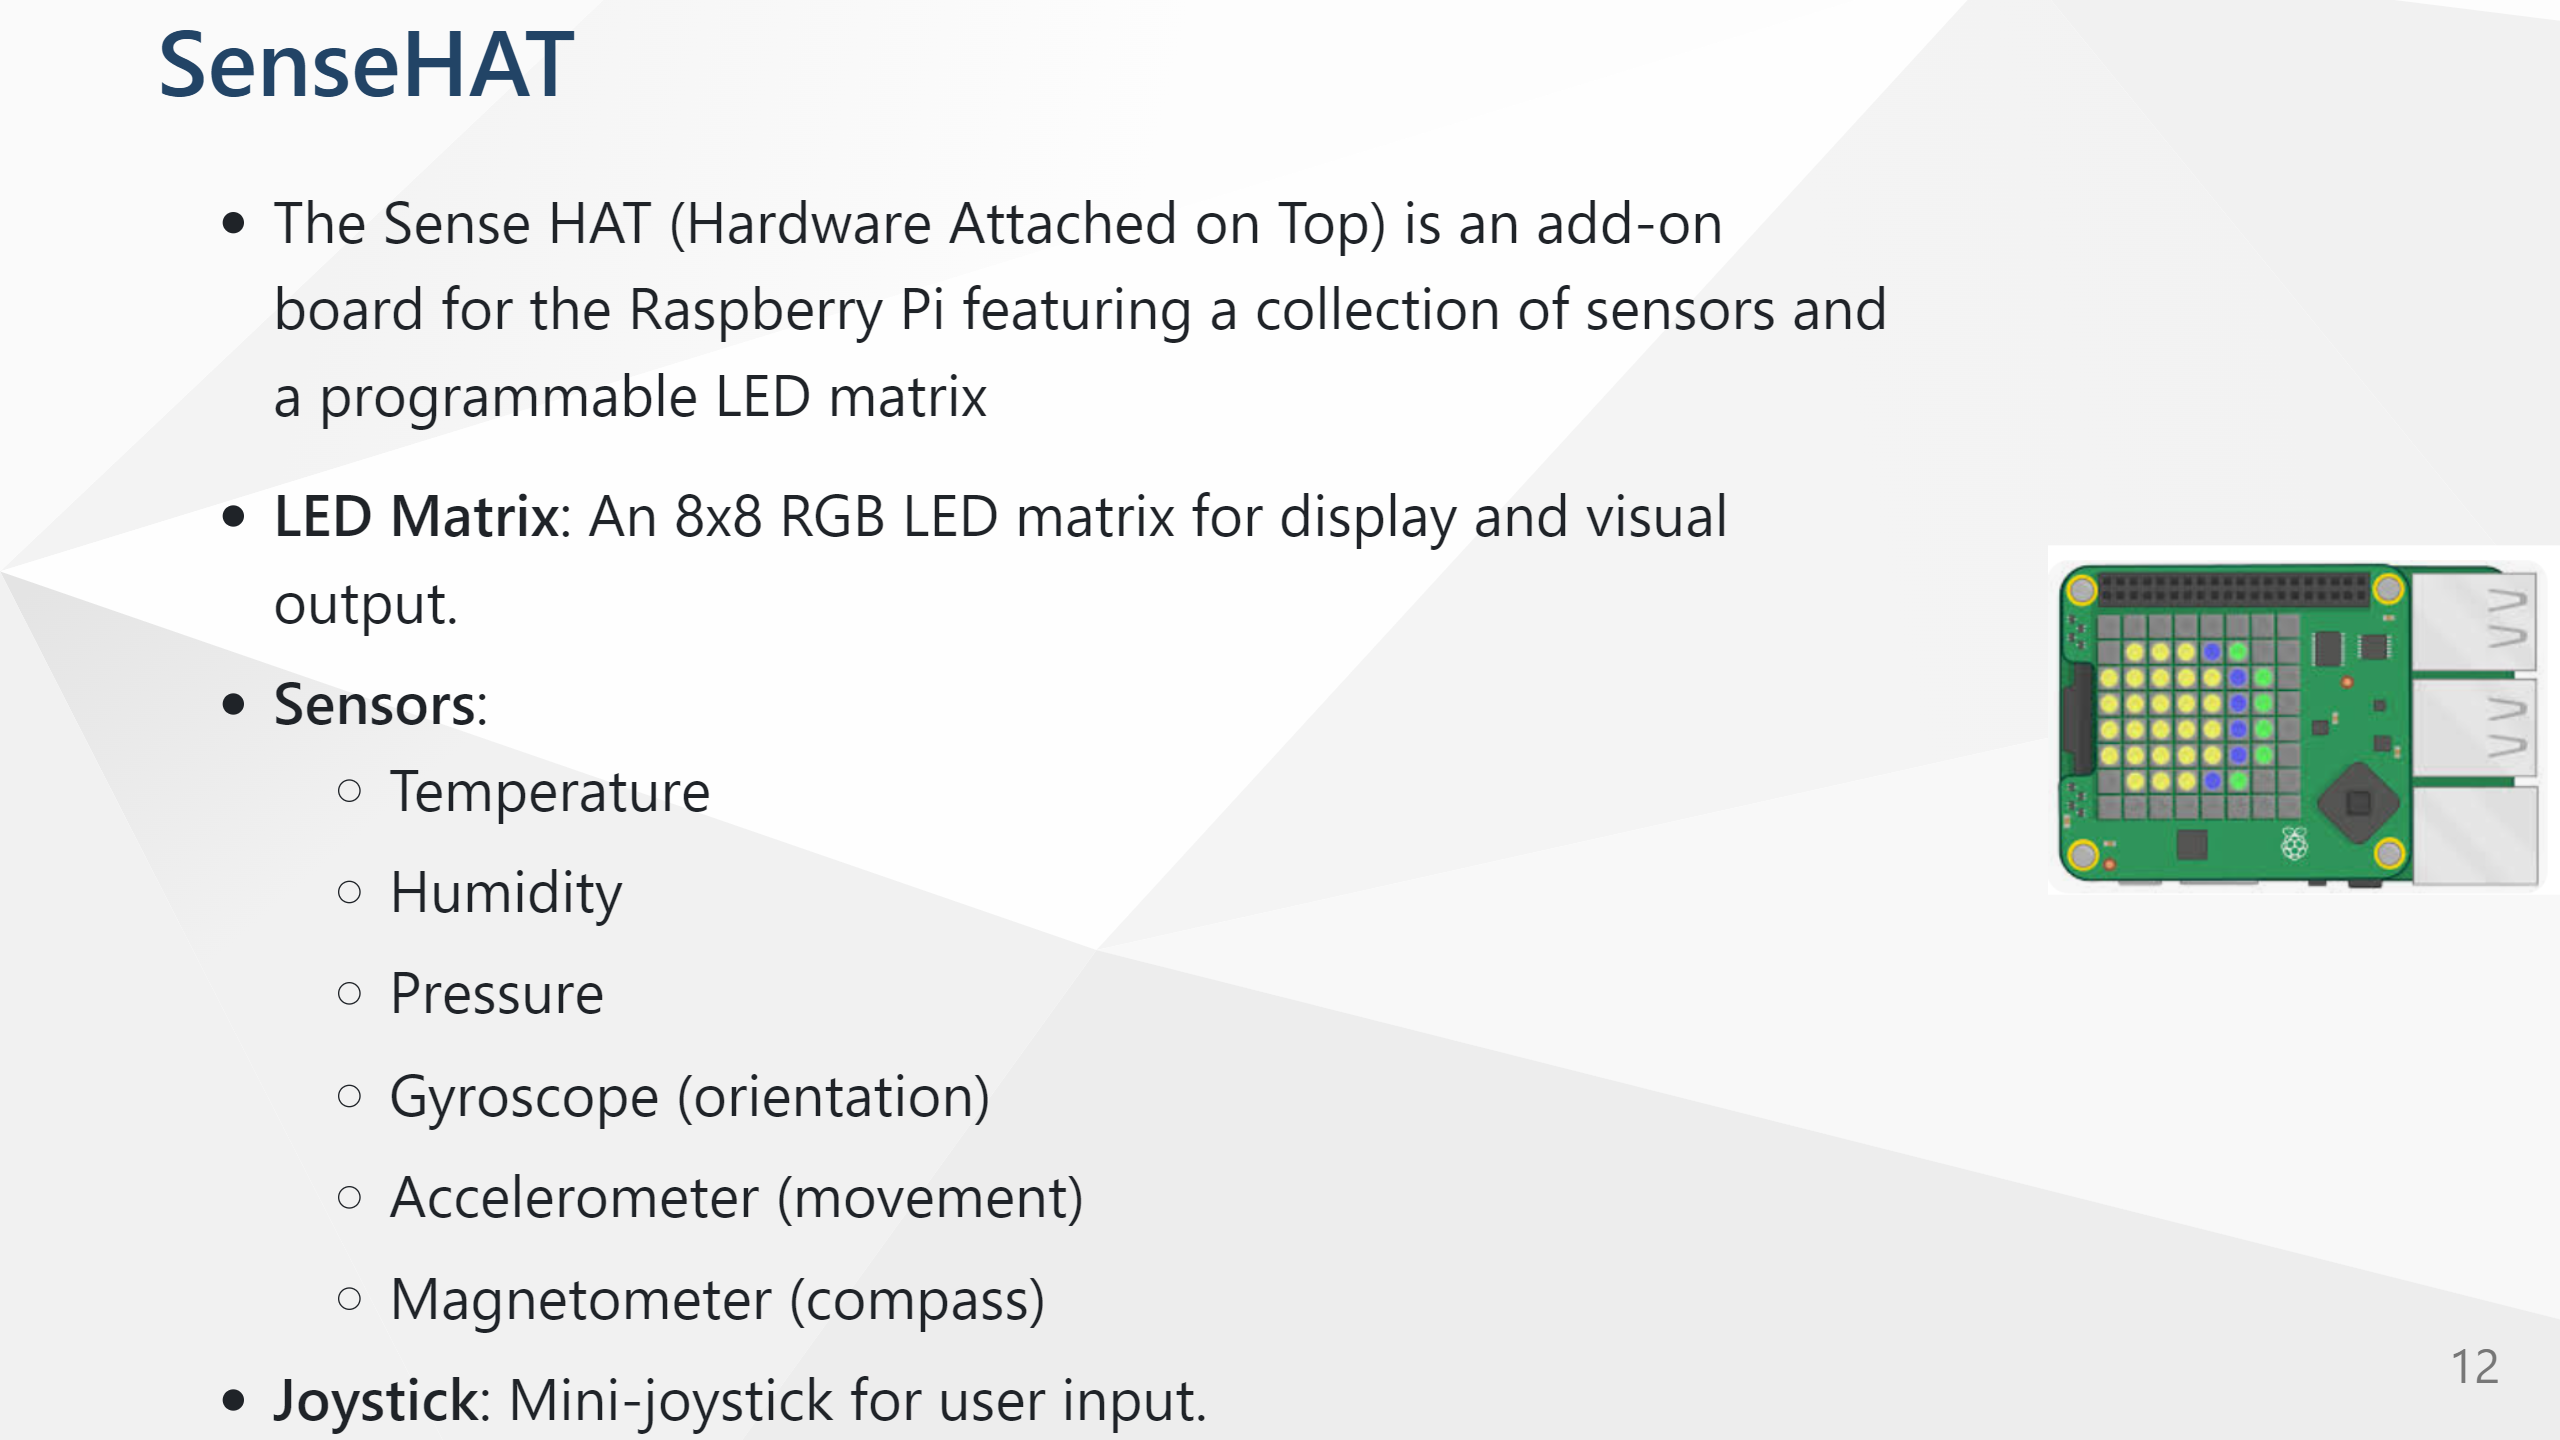 SenseHAT
The Sense HAT (Hardware Attached on Top) is an add-on
board for the Raspberry Pi featuring a collection of sensors and
a programmable LED matrix
LED Matrix: An 8x8 RGB LED matrix for display and visual
output.
Sensors:
Temperature
Humidity
Pressure
Gyroscope (orientation)
Accelerometer (movement)
Magnetometer (compass)
Joystick: Mini-joystick for user input.
12